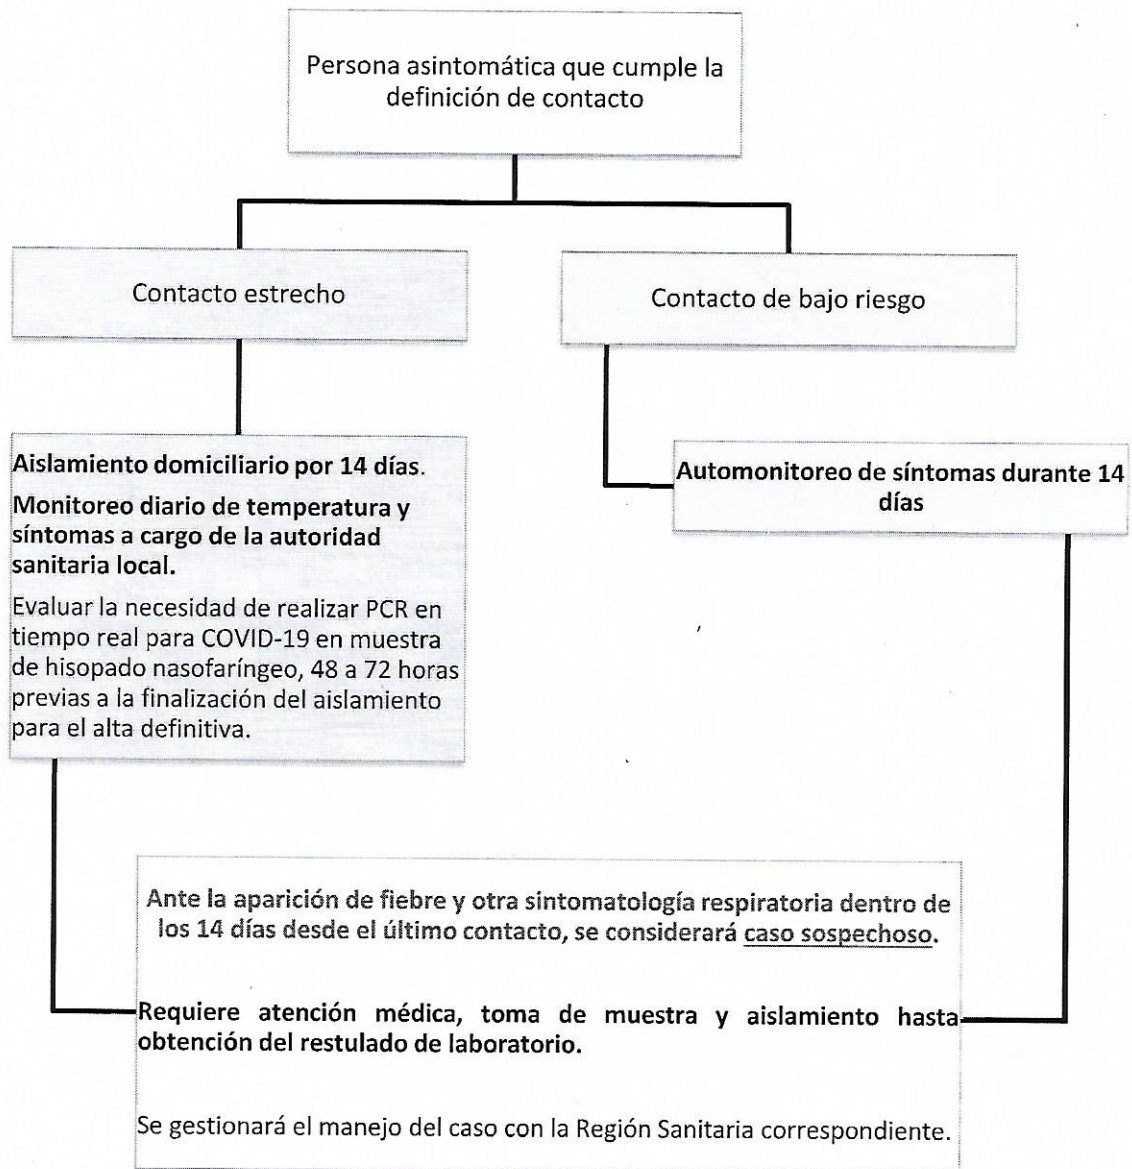 Persona asintomática que cumple la
definición de contacto
Contacto estrecho
Contacto de bajo riesgo
Aislamiento domiciliario por 14 días.
Monitoreo diario de temperatura y
síntomas a cargo de la autoridad
sanitaria local.
Evaluar la necesidad de realizar PCR en
tiempo real para COVID-19 en muestra
de hisopado nasofaríngeo, 48 a 72 horas
previas a la finalización del aislamiento
para el alta definitiva.
Automonitoreo de síntomas durante 14
días
Ante la aparición de fiebre y otra sintomatología respiratoria dentro de
los 14 días desde el último contacto, se considerará caso sospechoso.
Requiere atención médica, toma de muestra y aislamiento hasta
obtención del restulado de laboratorio.
Se gestionará el manejo del caso con la Región Sanitaria correspondiente.